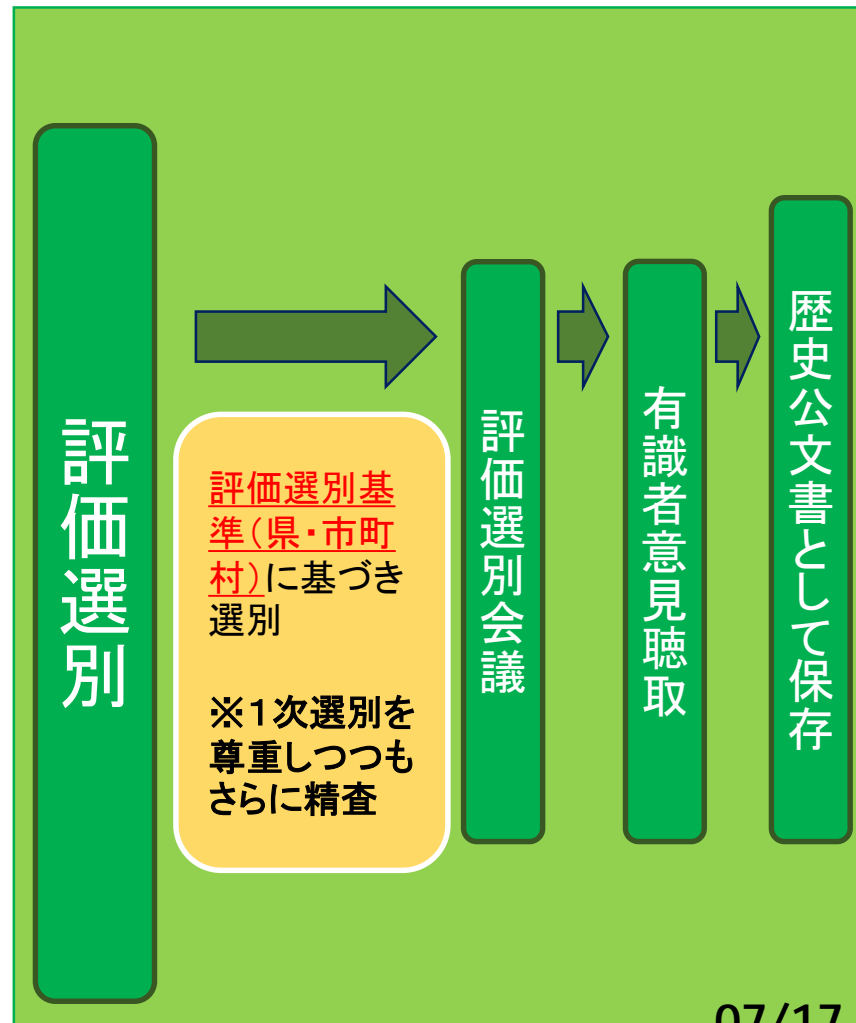 評価選別
評価選別基
準（県・市町
村）に基づき
選別
※１次選別を
尊重しつつも
さらに精査
評価選別会議
有識者意見聴取
歴史公文書として保存
07/17